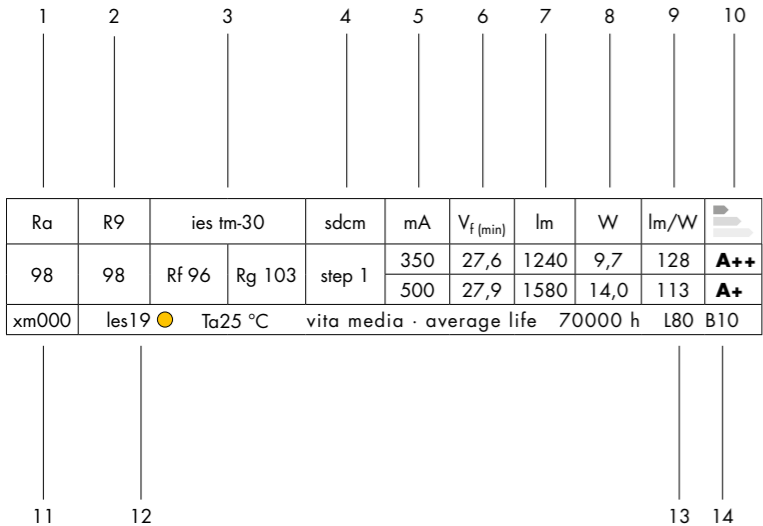 1 2 3 4 5 6 7 8 9 10
Ra R9 ies tm-30 sdcm mA Vf (min) lm W lm/W
98 98 Rf 96 Rg 103 step 1 350 27,6 1240 9,7 128 A++
500 27,9 1580 14,0 113 A+
xm000 les19 Ta25 °C vita media · average life 70000 h L80 B10
11 12 13 14